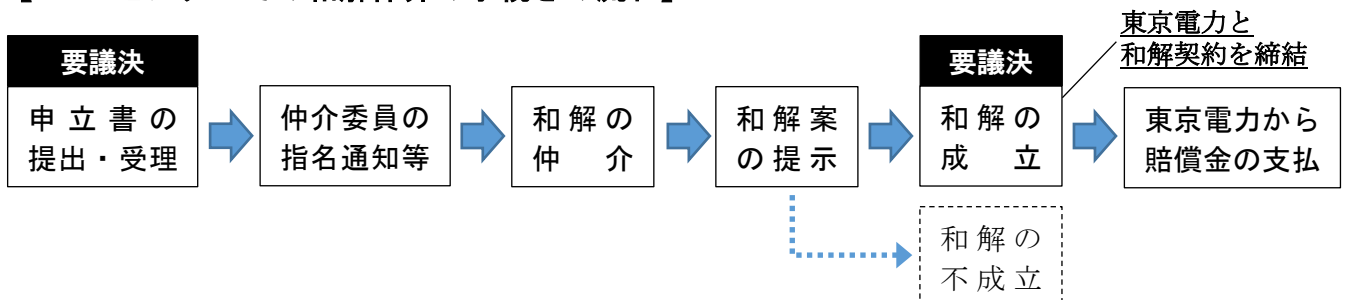 東京電力と
和解契約を締結
要議決
申立書の
提出・受理
仲介委員の
指名通知等
和解の
仲介
和解案
の提示
要議決
和解の
成立
東京電力から
賠償金の支払
和解の
不成立